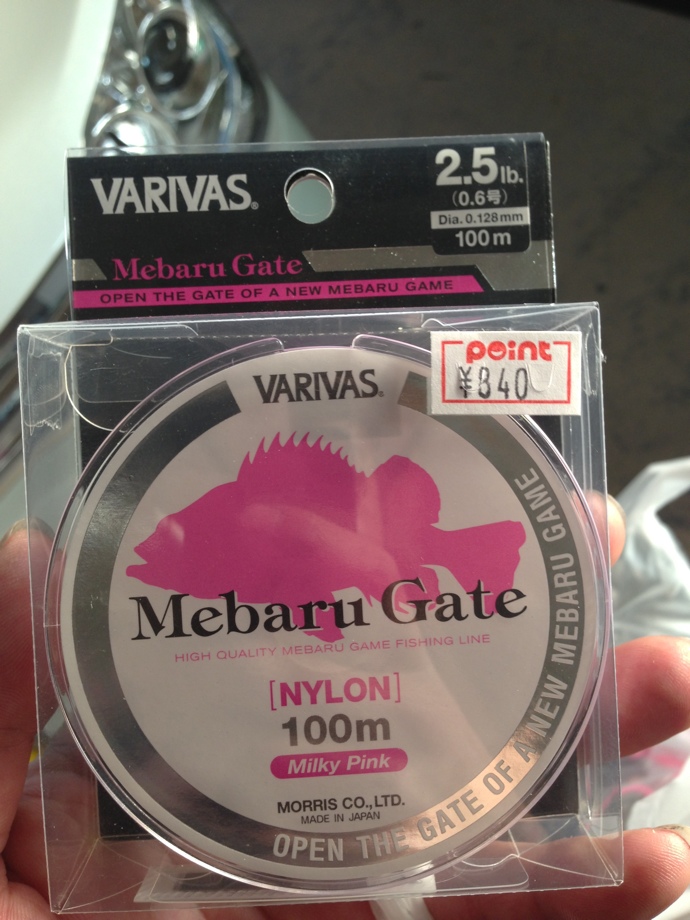 VARIVAS®
2.5lb.
(0.6号)
Dia. 0.128mm
100m
Mebaru Gate
OPEN THE GATE OF A NEW MEBARU GAME
point
¥840
VARIVAS®
Mebaru Gate
HIGH QUALITY MEBARU GAME FISHING LINE
[NYLON]
100m
Milky Pink
MORRIS CO., LTD.
MADE IN JAPAN
OPEN THE GATE OF A NEW MEBARU GAME